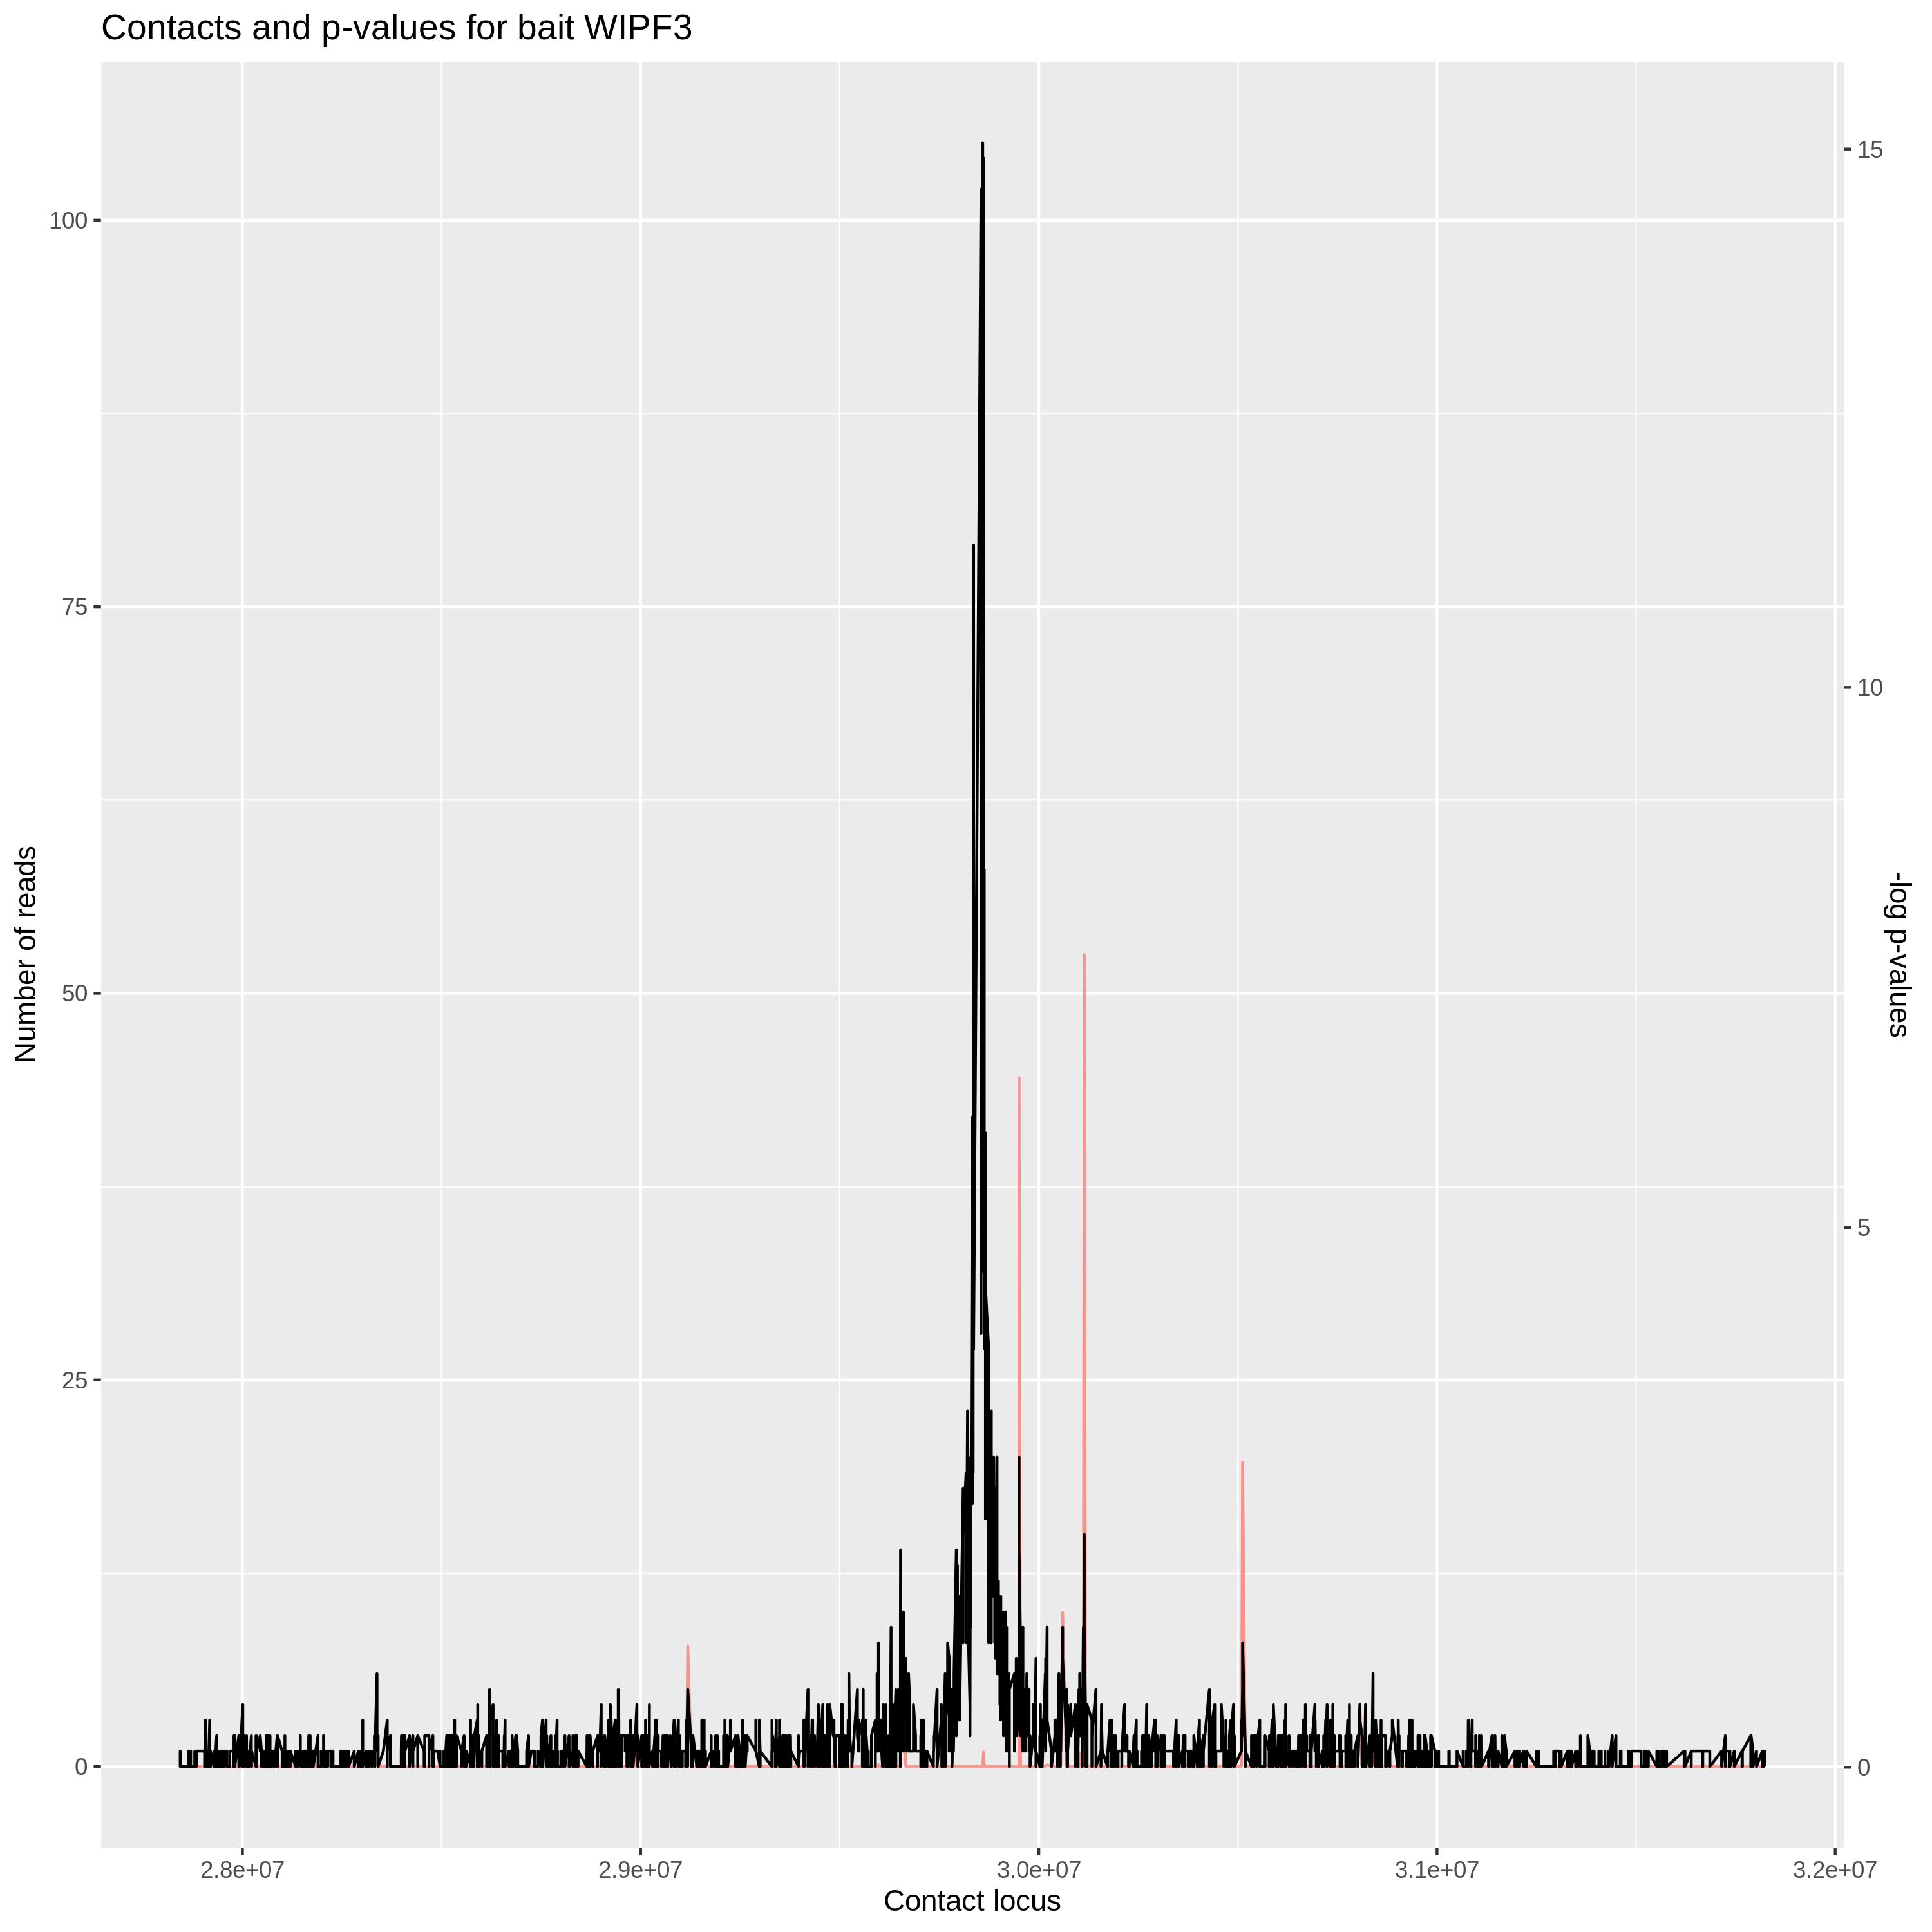 Contacts and p-values for bait WIPF3
Number of reads
100
75
50
25
0
15
10
5
0
-log p-values
2.8e+07
2.9e+07
3.0e+07
3.1e+07
3.2e+07
Contact locus